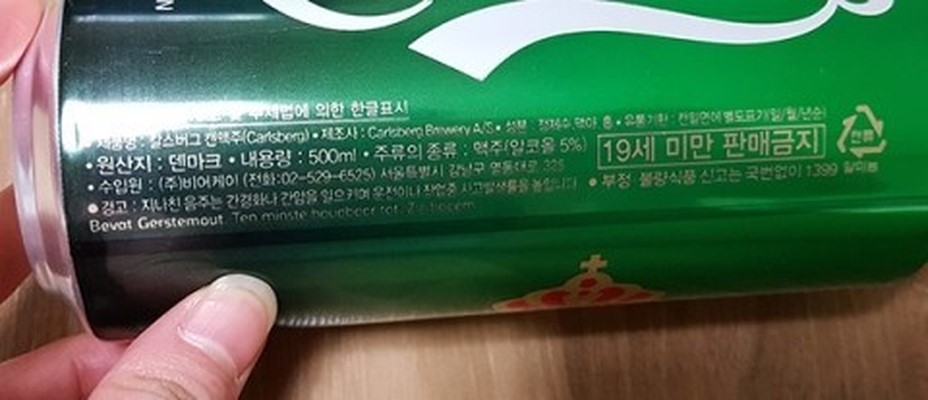 N
및 주세법에 의한 한글표시
제품명 : 칼스버그 캔맥주(Carlsberg) • 제조사 : Carlsberg Brewery A/S • 성분 : 정제수, 맥아, 홉 • 유통기한 : 전면에 별도표기(일/월/년순)
• 원산지 : 덴마크 • 내용량 : 500ml • 주류의 종류 : 맥주(알코올 5%)
19세 미만 판매금지
• 수입원 : (주)비어케이 (전화:02-529-6525) 서울특별시 강남구 영동대로 325
• 부정·불량식품 신고는 국번없이 1399
알미늄
• 경고 : 지나친 음주는 간경화나 간암을 일으키며 운전이나 작업중 사고발생률을 높입니다
Bevat Gerstemout. Ten minste houdbaar tot: Zie bodem.